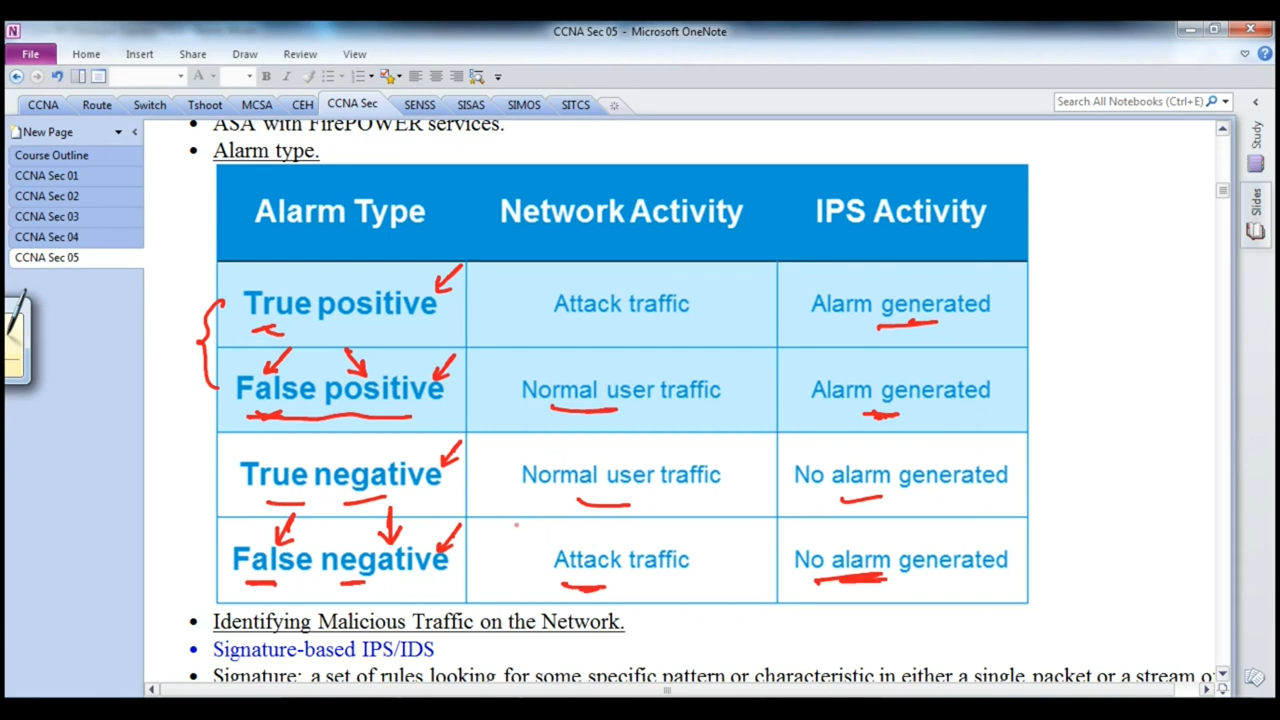 CCNA Sec 05 - Microsoft OneNote
File Home Insert Share Draw Review View
CCNA Route Switch Tshoot MCSA CEH CCNA Sec SENSS SISAS SIMOS SITCS Search All Notebooks (Ctrl+E)
New Page
Course Outline
CCNA Sec 01
CCNA Sec 02
CCNA Sec 03
CCNA Sec 04
CCNA Sec 05
Study
Slides
• ASA with FirePOWER services.
• Alarm type.
Alarm Type Network Activity IPS Activity
True positive Attack traffic Alarm generated
False positive Normal user traffic Alarm generated
True negative Normal user traffic No alarm generated
False negative Attack traffic No alarm generated
• Identifying Malicious Traffic on the Network.
• Signature-based IPS/IDS
• Signature: a set of rules looking for some specific pattern or characteristic in either a single packet or a stream of